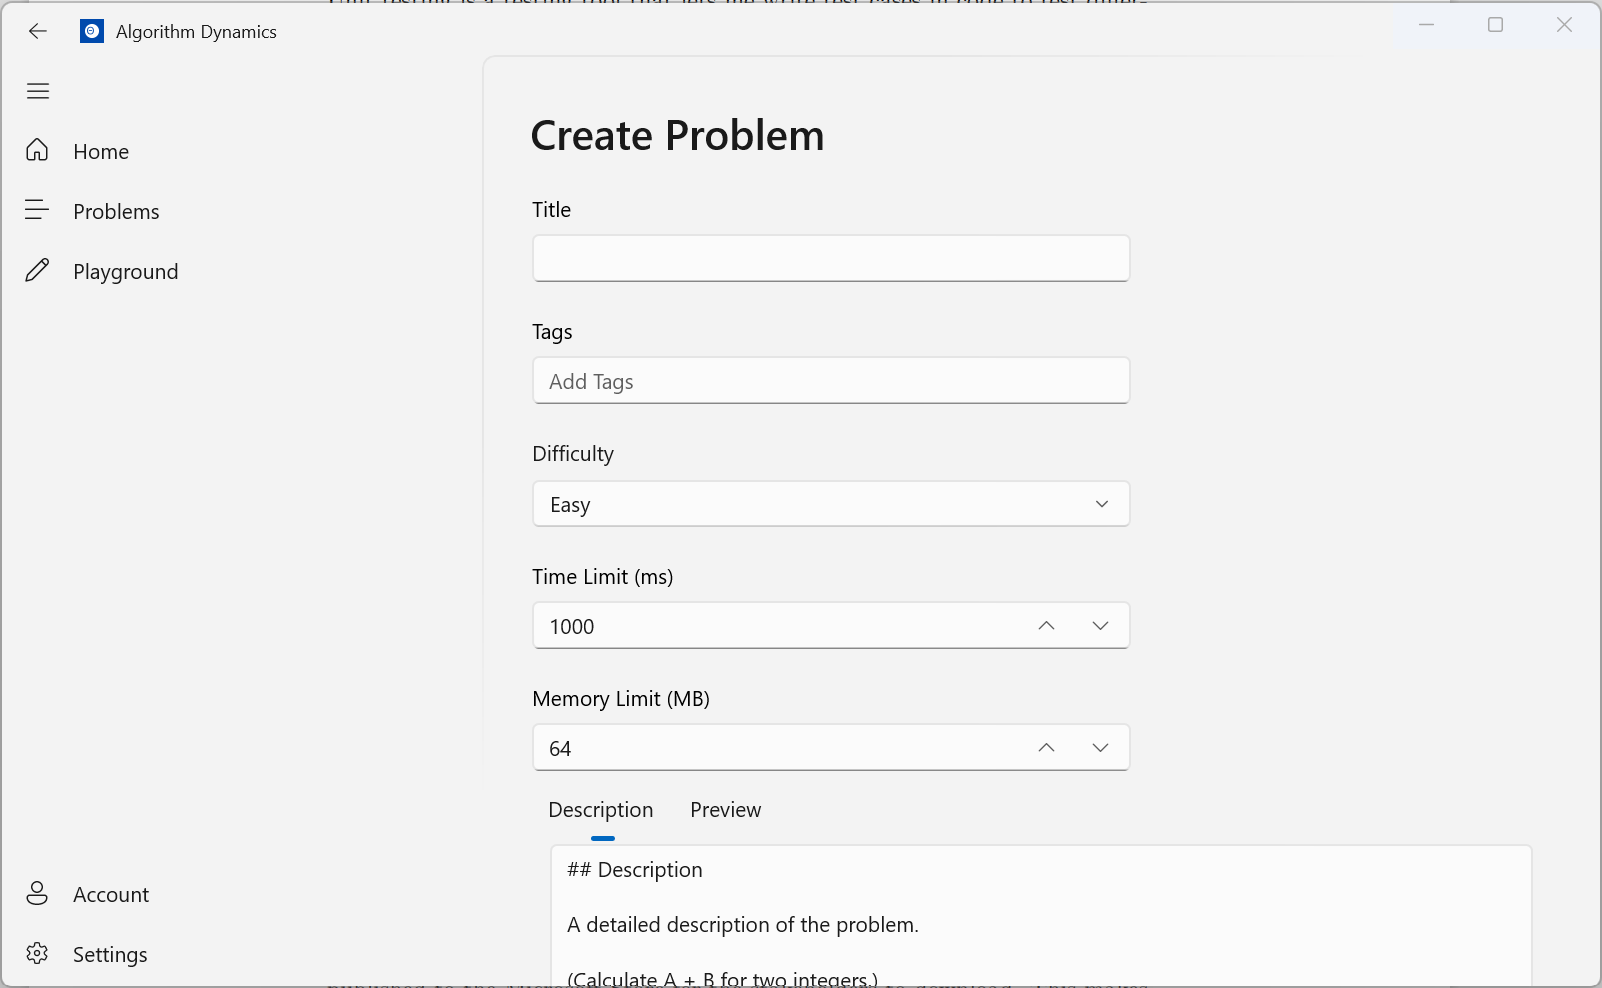 Algorithm Dynamics
Home
Problems
Playground
Account
Settings
Create Problem
Title
Tags
Add Tags
Difficulty
Easy
Time Limit (ms)
1000
Memory Limit (MB)
64
Description Preview
## Description
A detailed description of the problem.
(Calculate A + B for two integers.)